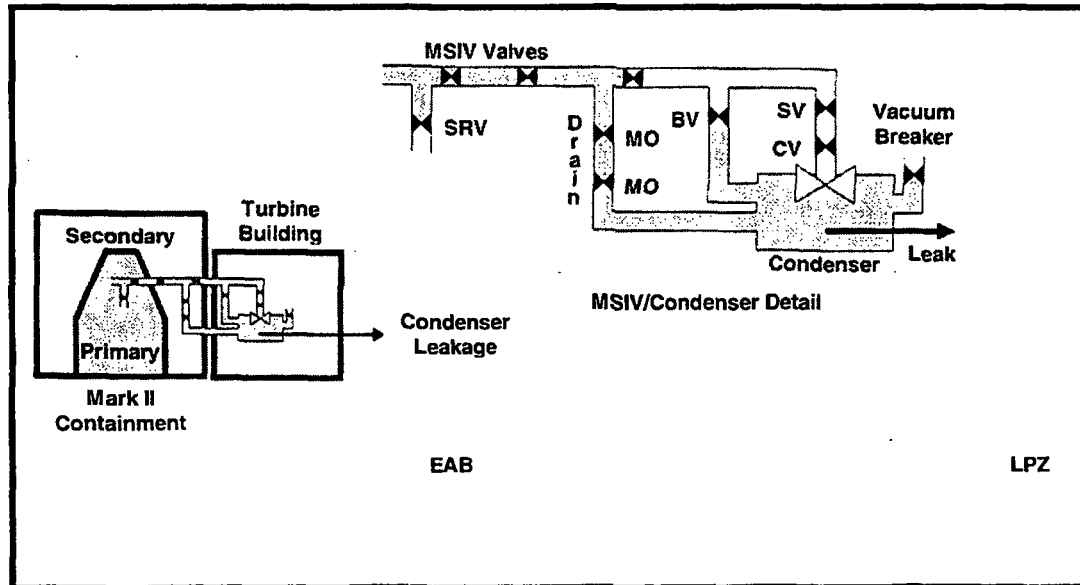 MSIV Valves
SRV
Drain
MO
MO
BV
SV
CV
Vacuum
Breaker
Condenser
Leak
MSIV/Condenser Detail
Secondary
Primary
Mark II
Containment
Turbine
Building
Condenser
Leakage
EAB
LPZ